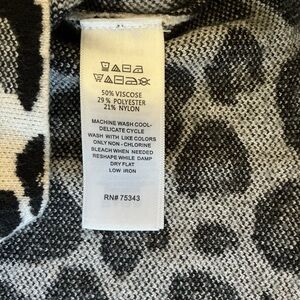 50% VISCOSE
29% POLYESTER
21% NYLON
MACHINE WASH COOL-
DELICATE CYCLE
WASH WITH LIKE COLORS
ONLY NON - CHLORINE
BLEACH WHEN NEEDED
RESHAPE WHILE DAMP
DRY FLAT
LOW IRON
RN# 75343